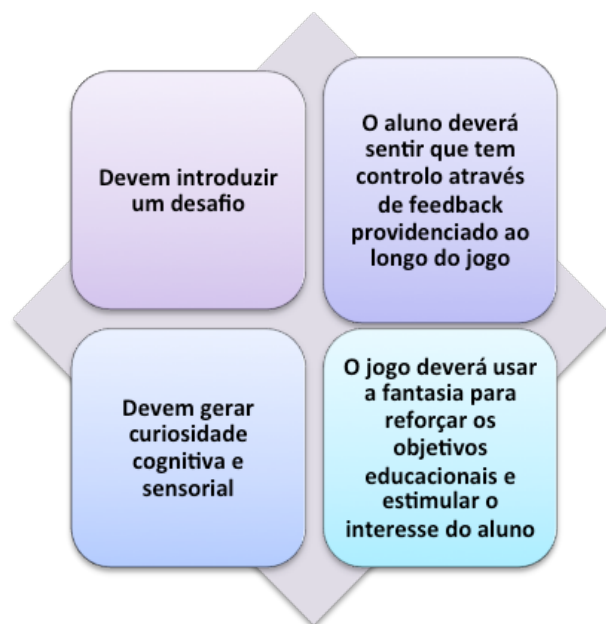 Devem introduzir
um desafio
O aluno deverá
sentir que tem
controlo através
de feedback
providenciado ao
longo do jogo
Devem gerar
curiosidade
cognitiva e
sensorial
O jogo deverá usar
a fantasia para
reforçar os
objetivos
educacionais e
estimular o
interesse do aluno